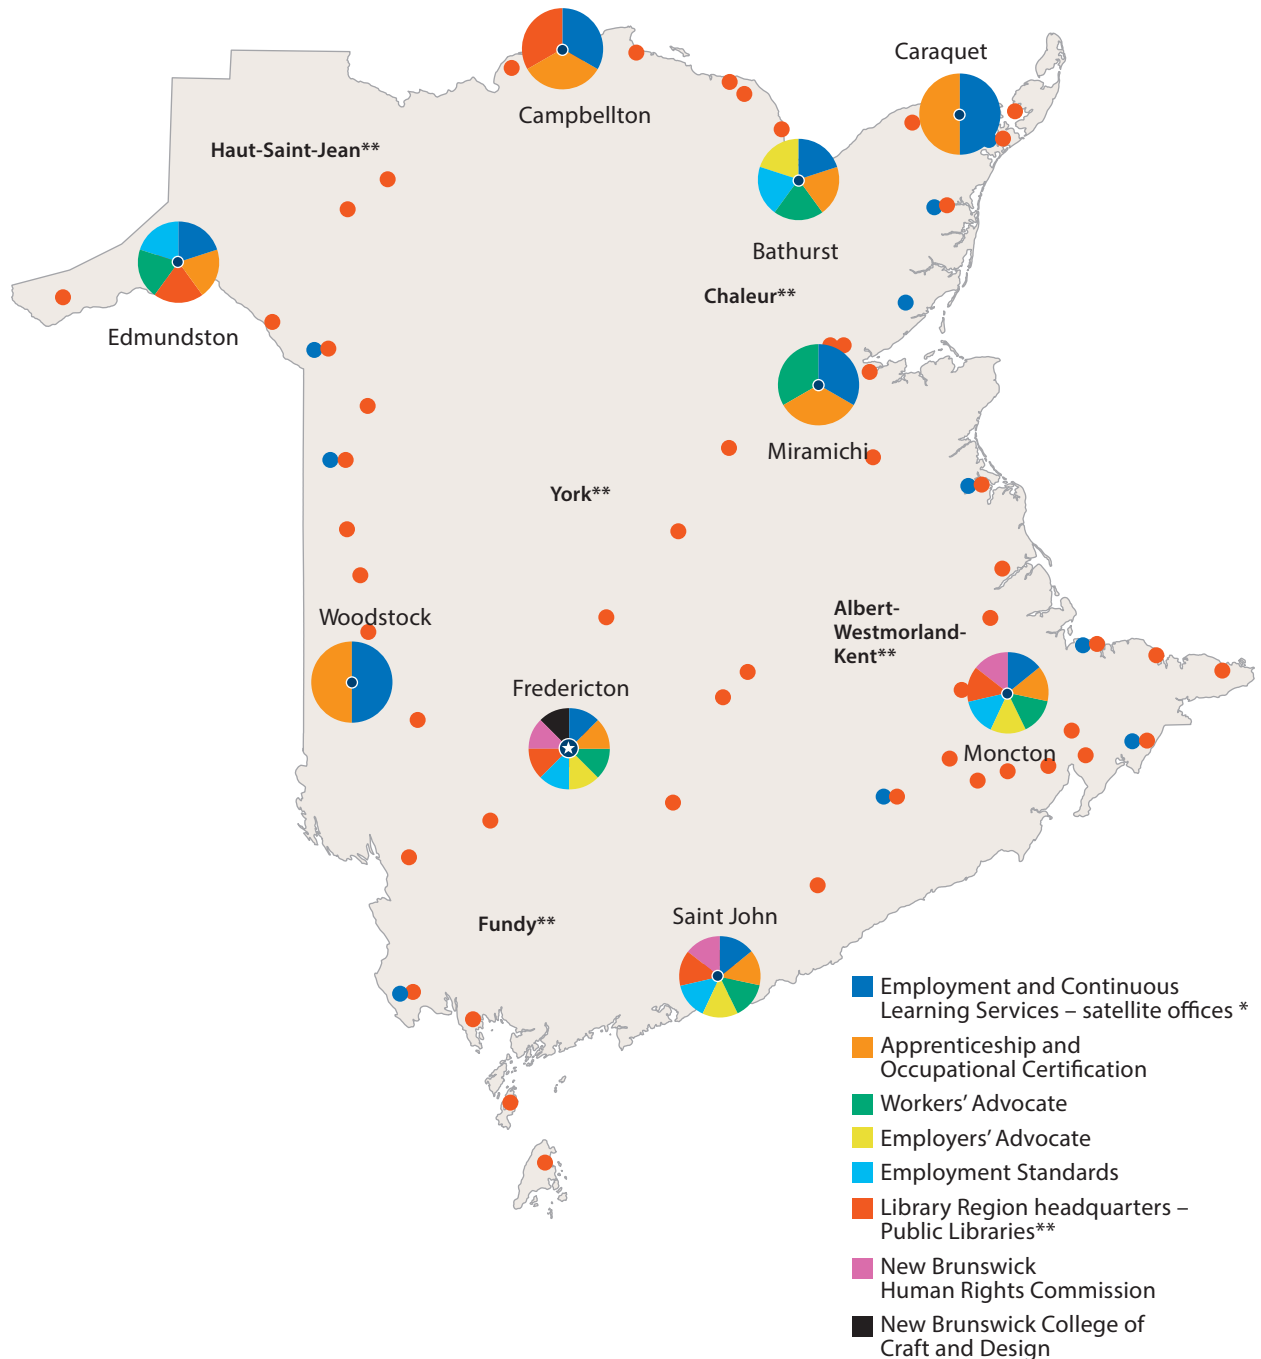 Caraquet
Campbellton
Haut-Saint-Jean**
Bathurst
Chaleur**
Edmundston
Miramichi
York**
Albert-
Westmorland-
Kent**
Woodstock
Fredericton
Moncton
Saint John
Fundy**
Employment and Continuous
Learning Services – satellite offices *
Apprenticeship and
Occupational Certification
Workers’ Advocate
Employers’ Advocate
Employment Standards
Library Region headquarters –
Public Libraries**
New Brunswick
Human Rights Commission
New Brunswick College of
Craft and Design